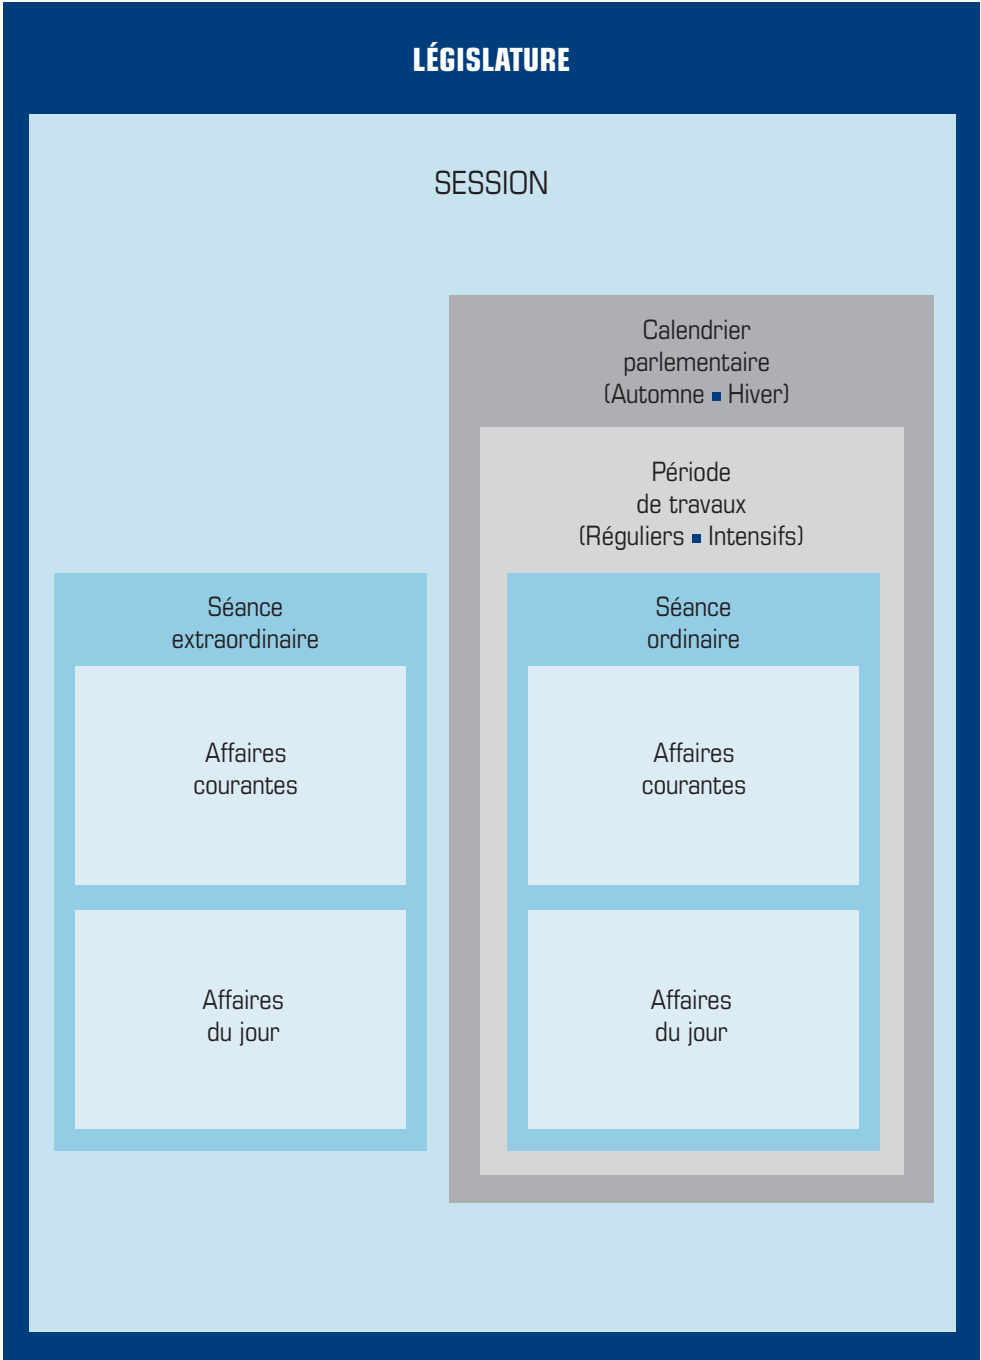 LÉGISLATURE
SESSION
Calendrier
parlementaire
(Automne ▪ Hiver)
Période
de travaux
(Réguliers ▪ Intensifs)
Séance
extraordinaire
Affaires
courantes
Affaires
du jour
Séance
ordinaire
Affaires
courantes
Affaires
du jour